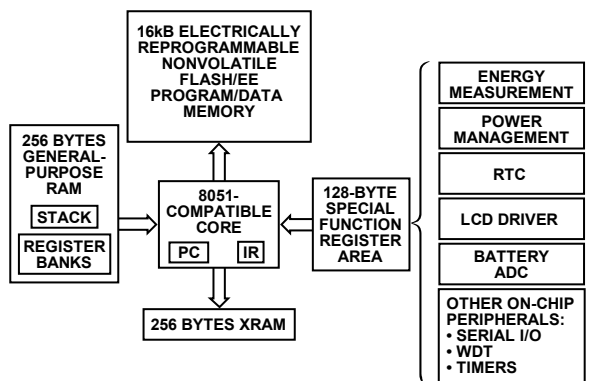 16kB ELECTRICALLY
REPROGRAMMABLE
NONVOLATILE
FLASH/EE
PROGRAM/DATA
MEMORY
256 BYTES
GENERAL-
PURPOSE
RAM
STACK
REGISTER
BANKS
8051-
COMPATIBLE
CORE
PC
IR
256 BYTES XRAM
128-BYTE
SPECIAL
FUNCTION
REGISTER
AREA
ENERGY
MEASUREMENT
POWER
MANAGEMENT
RTC
LCD DRIVER
BATTERY
ADC
OTHER ON-CHIP
PERIPHERALS:
• SERIAL I/O
• WDT
• TIMERS